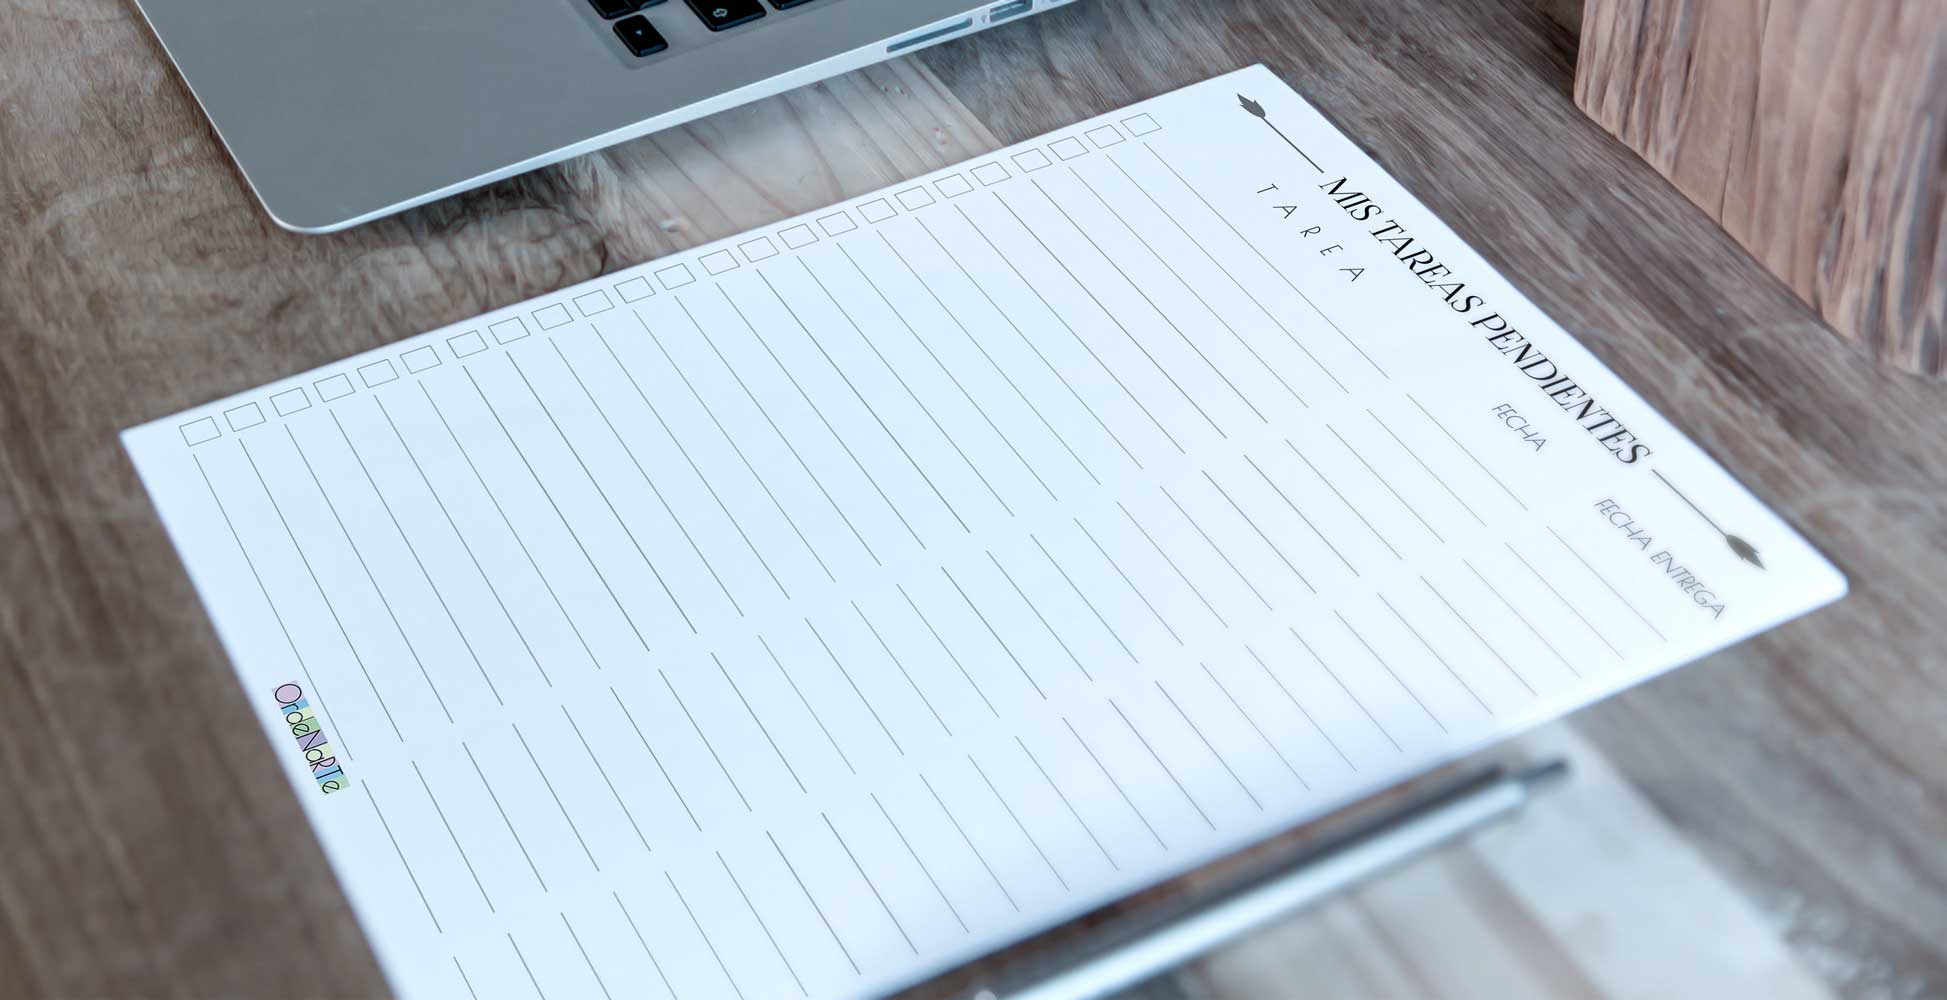 MIS TAREAS PENDIENTES
TAREA
FECHA
FECHA ENTREGA
OrdeNaRTe